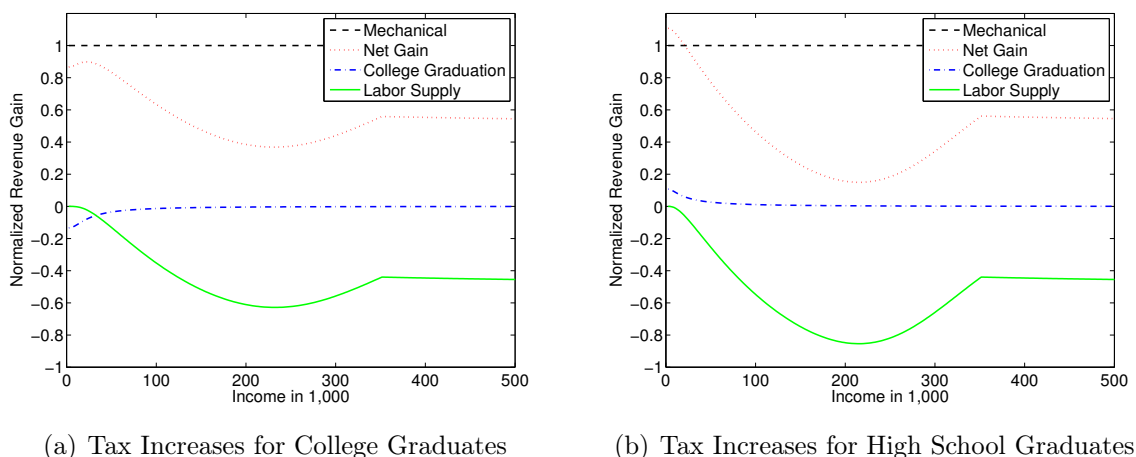 Mechanical
Net Gain
College Graduation
Labor Supply
Normalized Revenue Gain
1
0.8
0.6
0.4
0.2
0
−0.2
−0.4
−0.6
−0.8
−1
0 100 200 300 400 500
Income in 1,000
(a) Tax Increases for College Graduates
Mechanical
Net Gain
College Graduation
Labor Supply
Normalized Revenue Gain
1
0.8
0.6
0.4
0.2
0
−0.2
−0.4
−0.6
−0.8
−1
0 100 200 300 400 500
Income in 1,000
(b) Tax Increases for High School Graduates